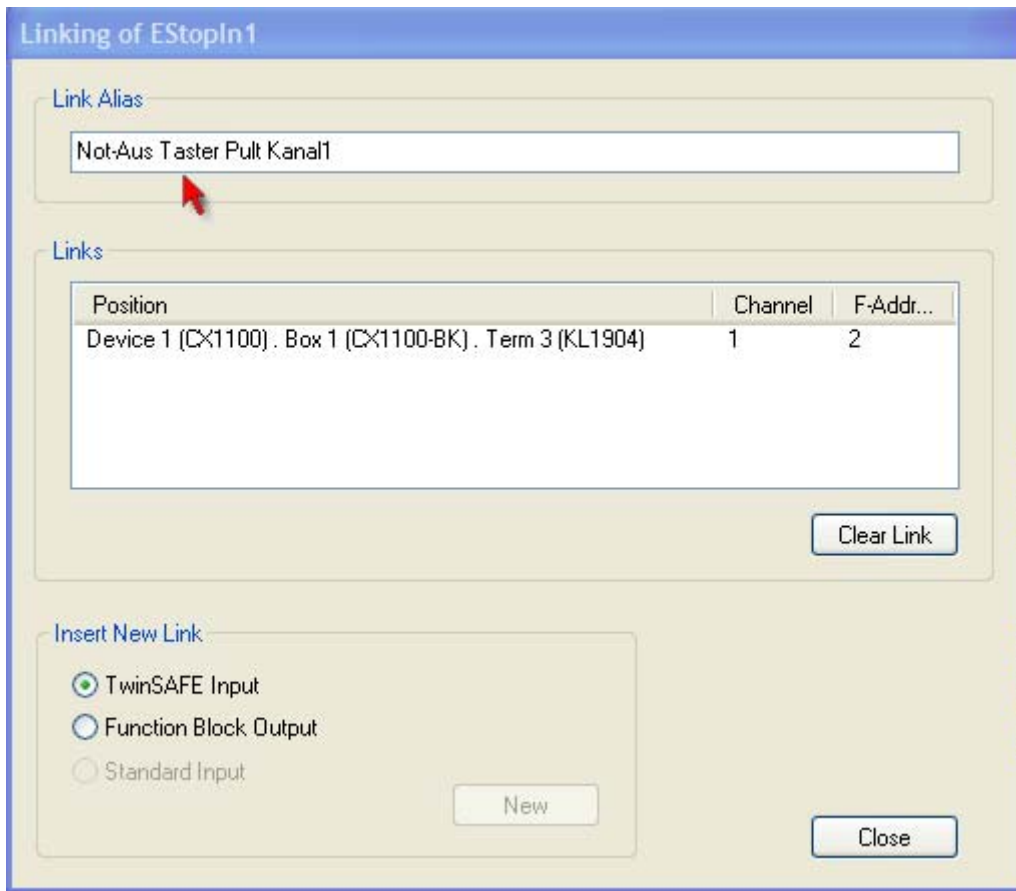 Linking of EStopIn1
Link Alias
Not-Aus Taster Pult Kanal1
Links
Position Channel F-Addr...
Device 1 (CX1100) . Box 1 (CX1100-BK) . Term 3 (KL1904) 1 2
Clear Link
Insert New Link
TwinSAFE Input
Function Block Output
Standard Input
New
Close